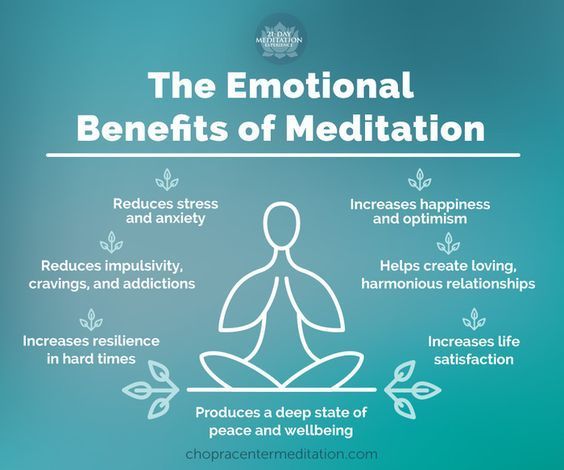 21-DAY
MEDITATION
EXPERIENCE
The Emotional
Benefits of Meditation
Reduces stress
and anxiety
Increases happiness
and optimism
Reduces impulsivity,
cravings, and addictions
Helps create loving,
harmonious relationships
Increases resilience
in hard times
Increases life
satisfaction
Produces a deep state of
peace and wellbeing
chopracentermeditation.com